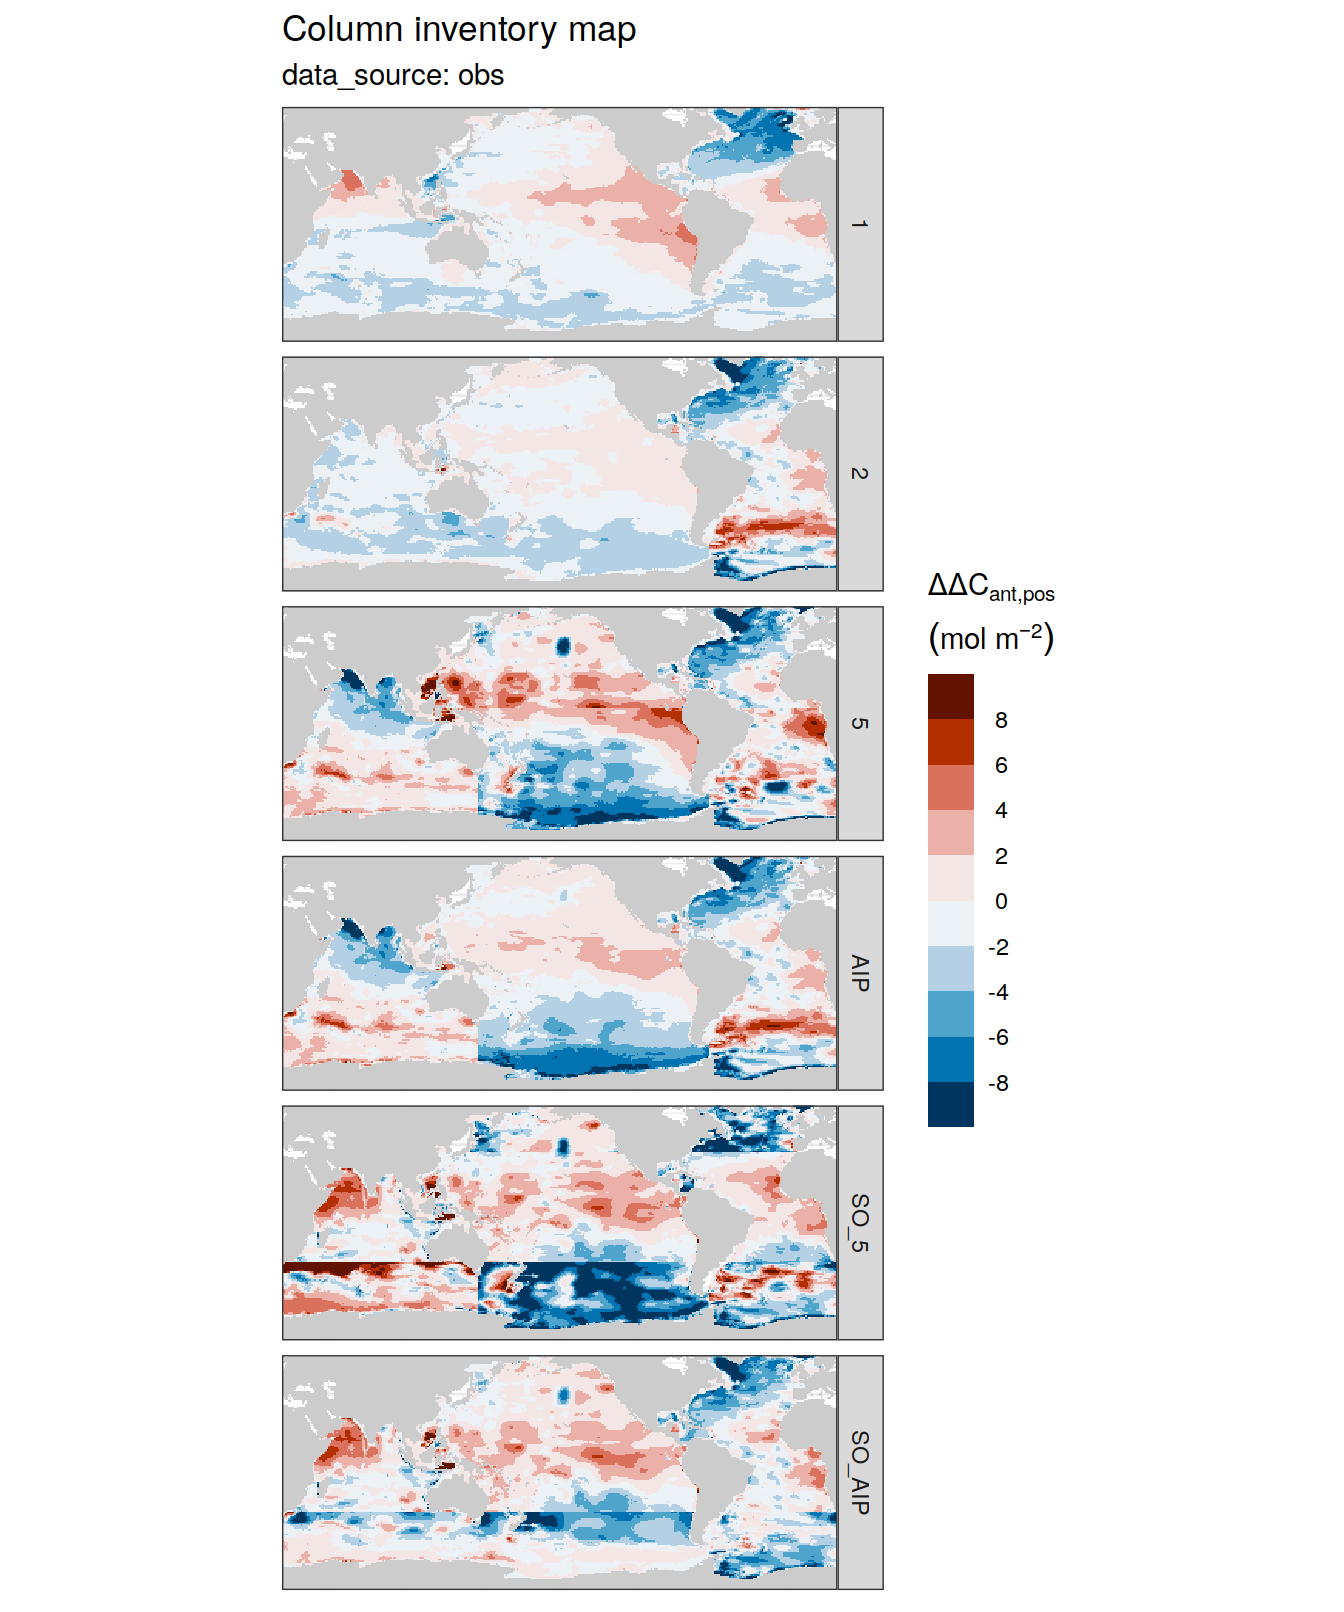 Column inventory map
data_source: obs
1
2
5
AIP
SO_5
SO_AIP
ΔΔCant,pos
(mol m−2)
8
6
4
2
0
-2
-4
-6
-8